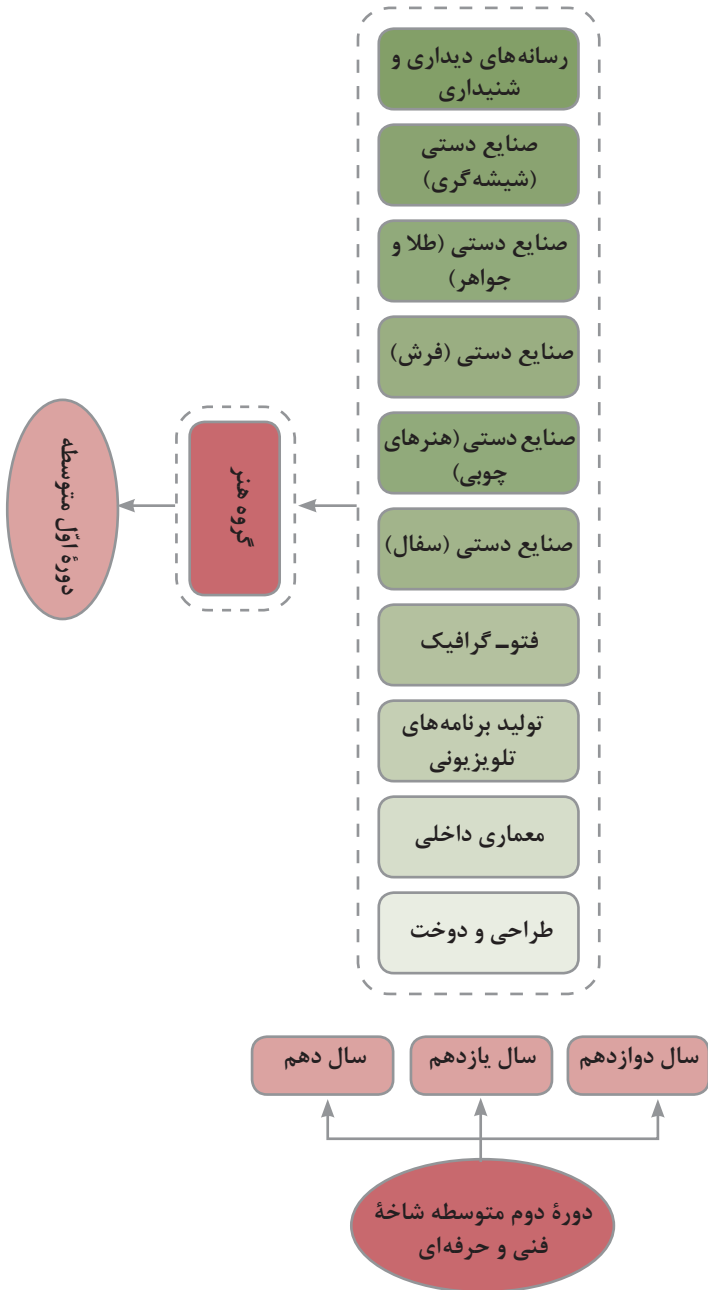 رسانه‌های دیداری و
شنیداری
صنایع دستی
(شیشه‌گری)
صنایع دستی (طلا و
جواهر)
صنایع دستی (فرش)
صنایع دستی (هنرهای
چوبی)
صنایع دستی (سفال)
فتوـ گرافیک
تولید برنامه‌های
تلویزیونی
معماری داخلی
طراحی و دوخت
گروه هنر
دورهٔ اوّل متوسطه
سال دوازدهم
سال یازدهم
سال دهم
دورهٔ دوم متوسطه شاخهٔ
فنی و حرفه‌ای